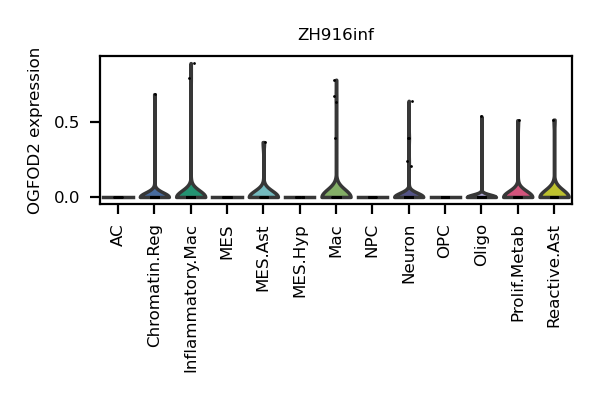 ZH916inf
OGFOD2 expression
0.5
0.0
AC
Chromatin.Reg
Inflammatory.Mac
MES
MES.Ast
MES.Hyp
Mac
NPC
Neuron
OPC
Oligo
Prolif.Metab
Reactive.Ast